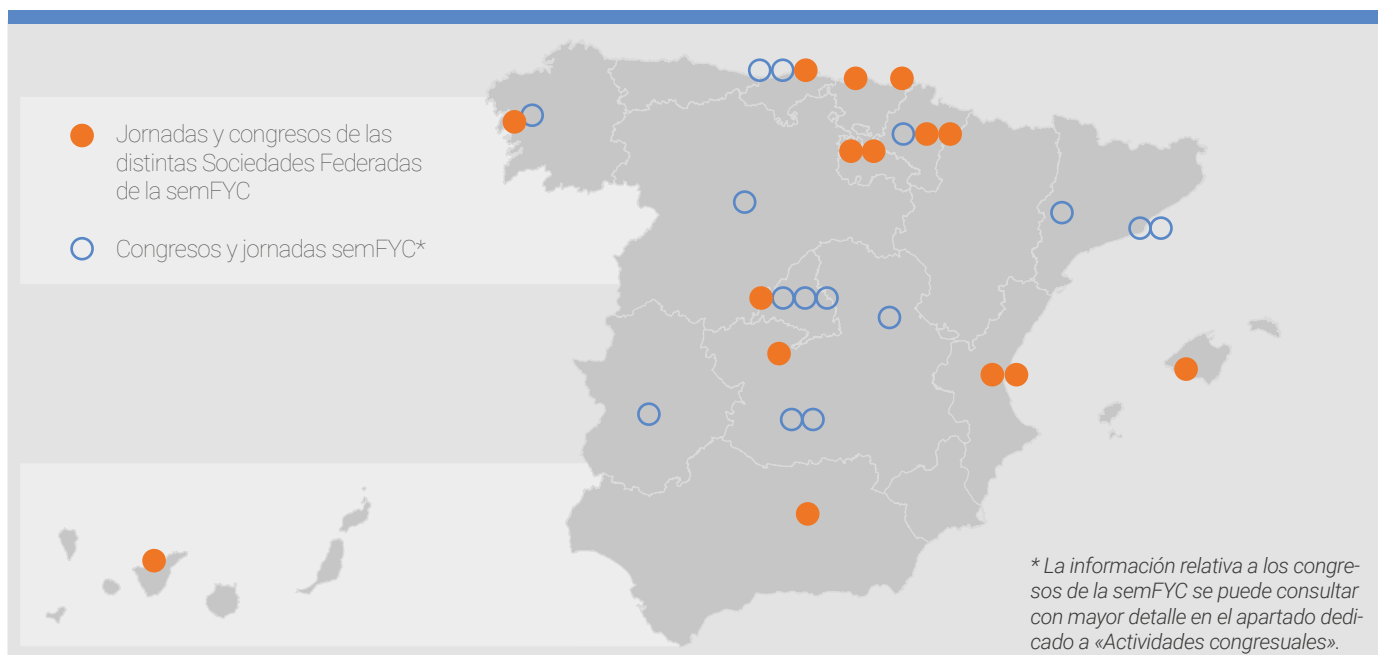 Jornadas y congresos de las
distintas Sociedades Federadas
de la semFYC
Congresos y jornadas semFYC*
* La información relativa a los congre-
sos de la semFYC se puede consultar
con mayor detalle en el apartado dedi-
cado a «Actividades congresuales».